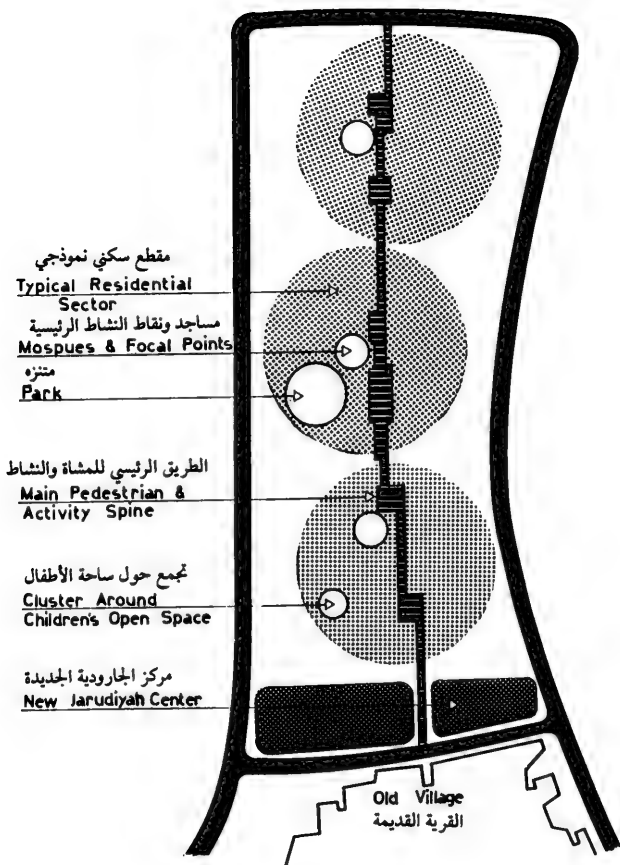 مقطع سكني نموذجي
Typical Residential
Sector
مساجد ونقاط النشاط الرئيسية
Mospues & Focal Points
متنزه
Park
الطريق الرئيسي للمشاة والنشاط
Main Pedestrian &
Activity Spine
تجمع حول ساحة الأطفال
Cluster Around
Children's Open Space
مركز الجارودية الجديدة
New Jarudiyah Center
Old Village
القرية القديمة